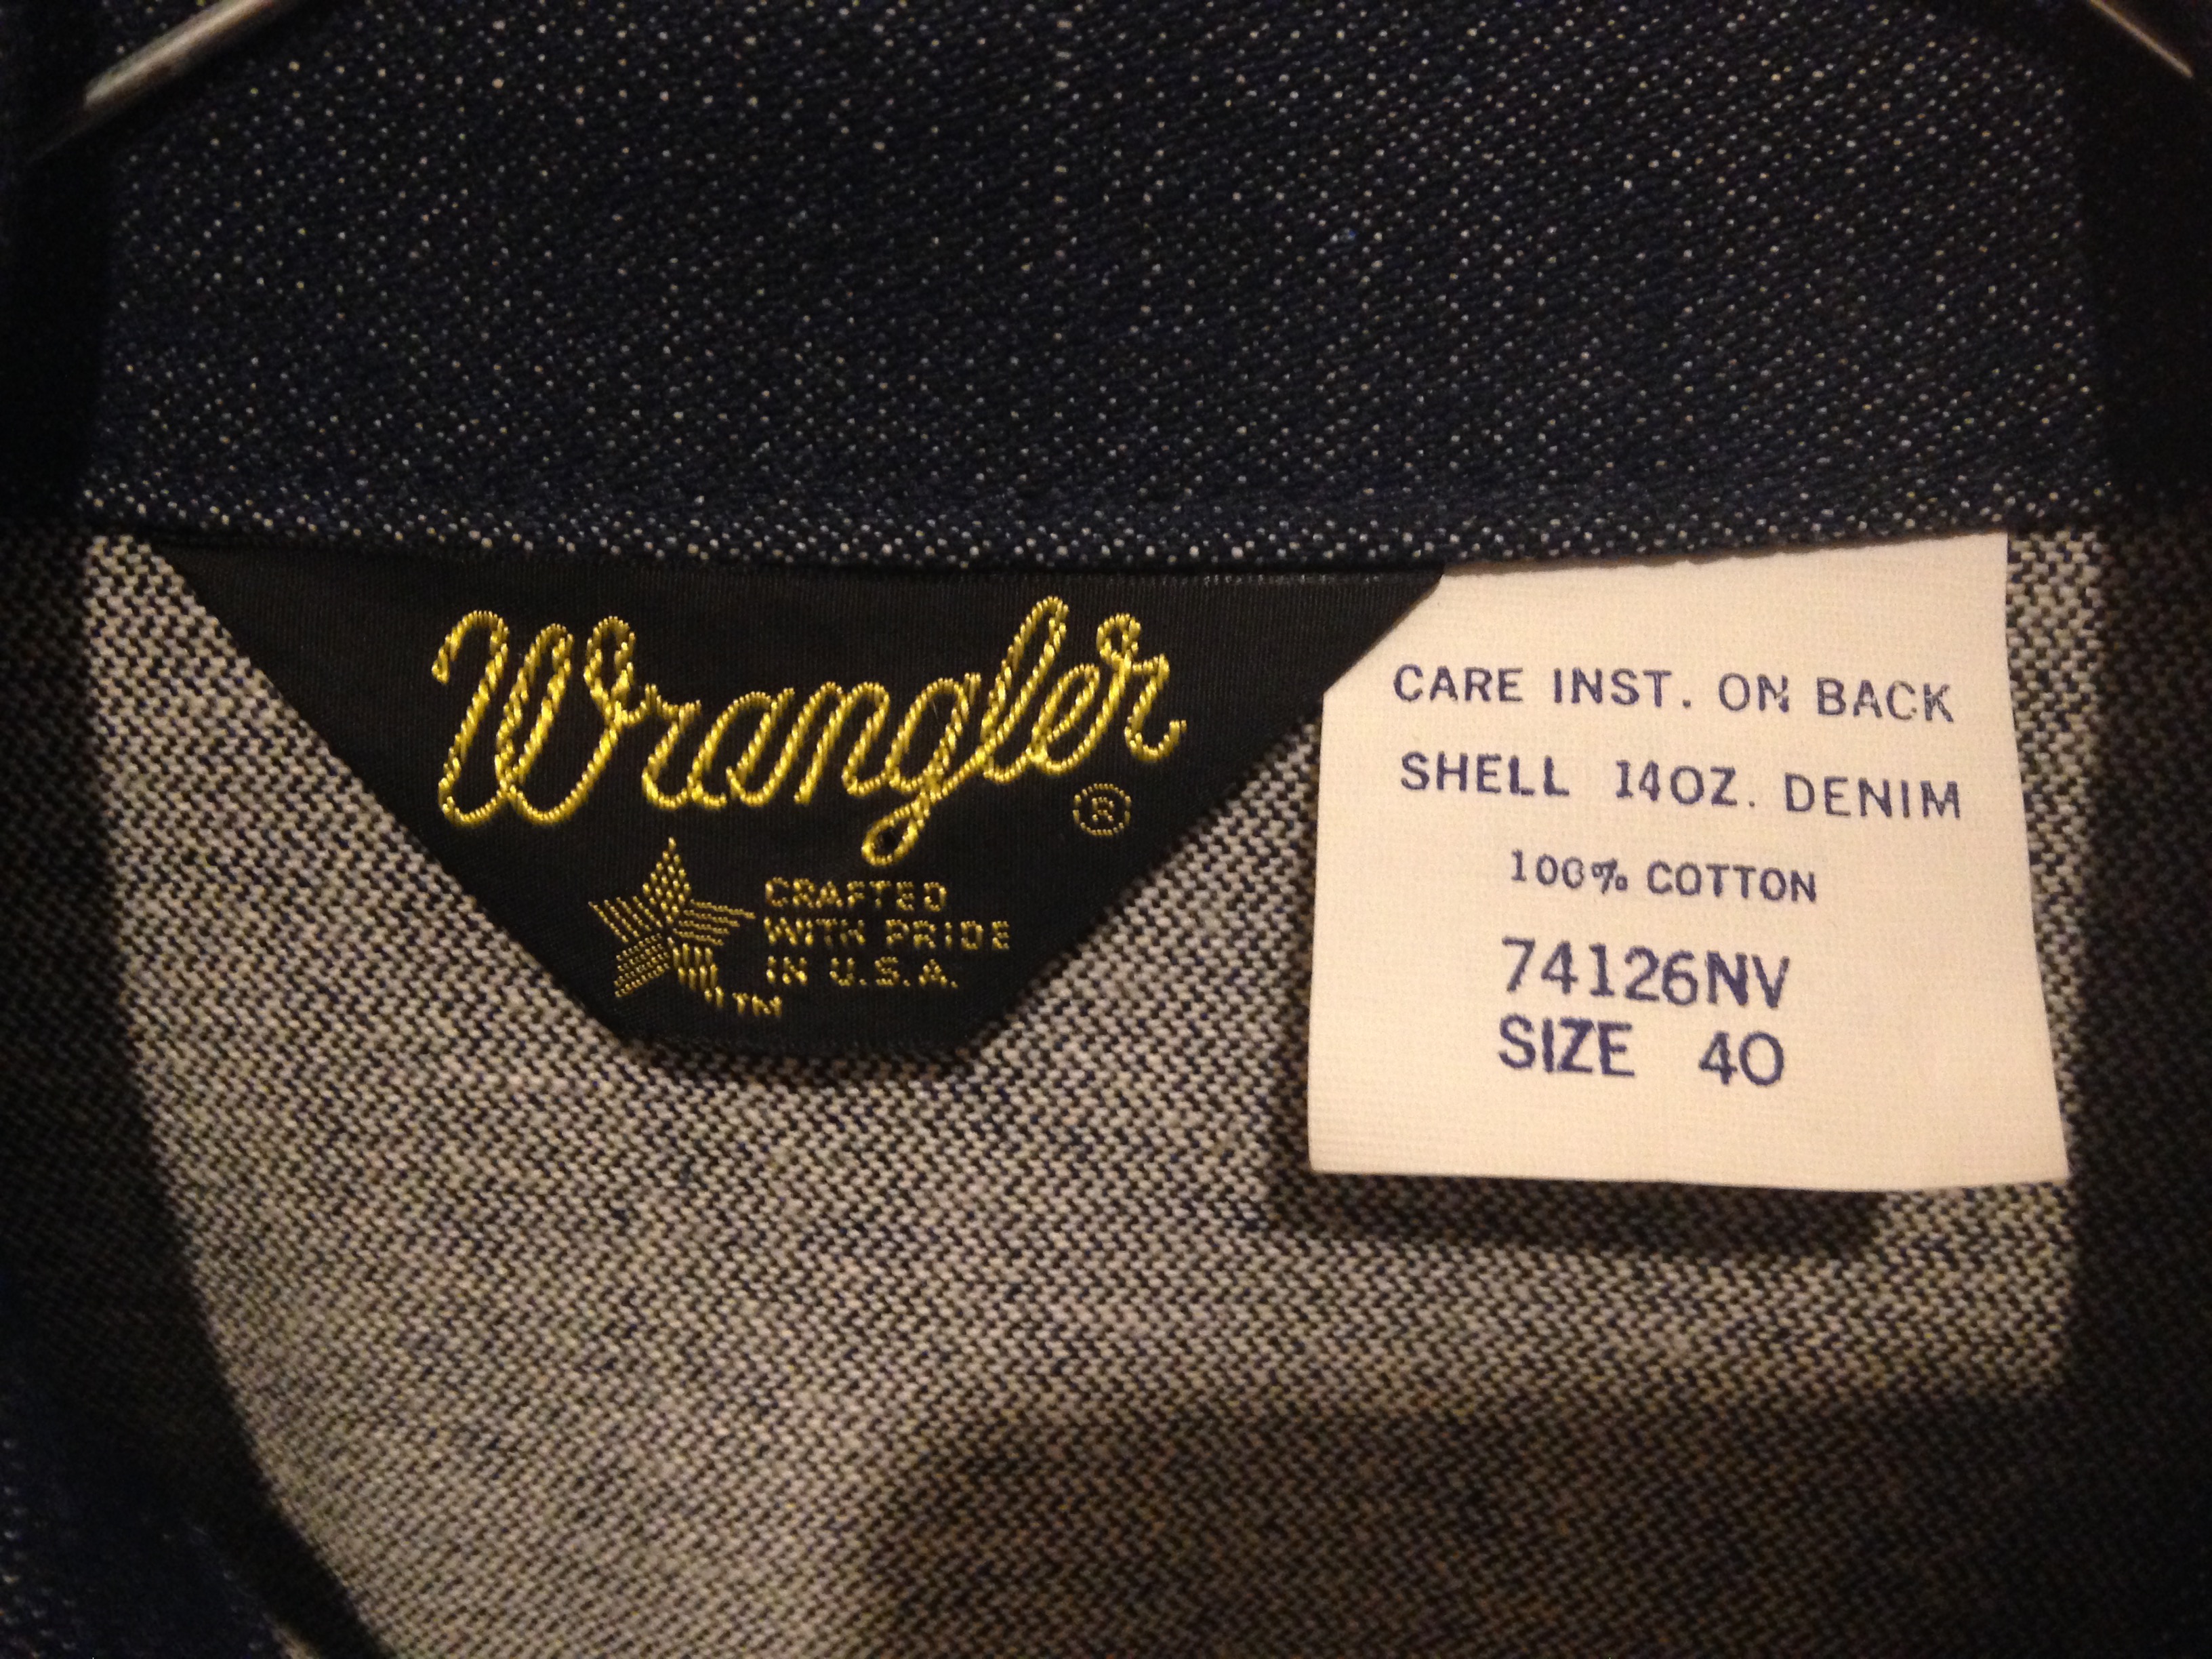 Wrangler®
CRAFTED
WITH PRIDE
IN U.S.A.
TM
CARE INST. ON BACK
SHELL 14OZ. DENIM
100% COTTON
74126NV
SIZE 40